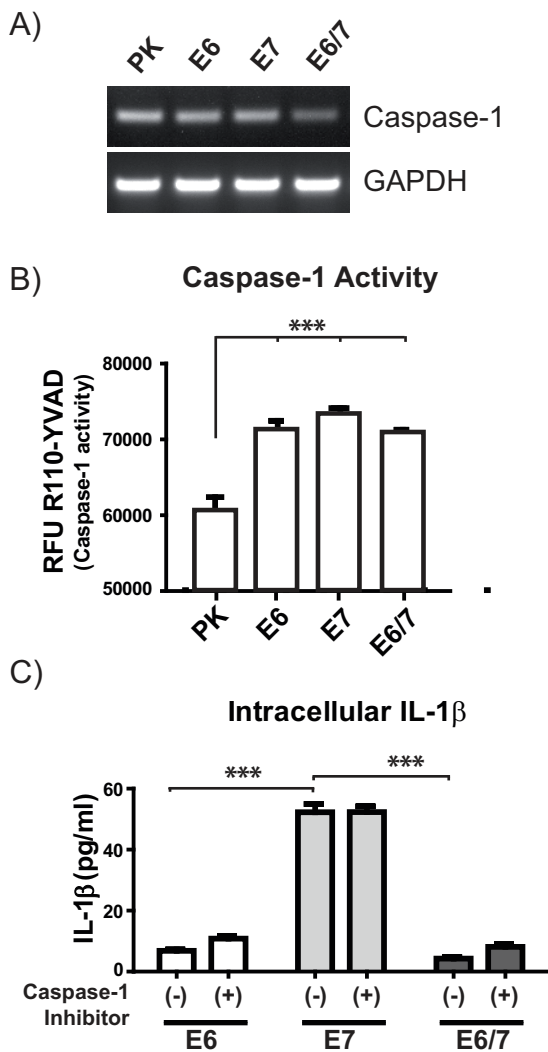 A)
PK E6 E7 E6/7
Caspase-1
GAPDH
B)
Caspase-1 Activity
***
RFU R110-YVAD
(Caspase-1 activity)
80000
70000
60000
50000
PK E6 E7 E6/7
C)
Intracellular IL-1β
*** ***
IL-1β (pg/ml)
60
40
20
0
Caspase-1
Inhibitor
(-) (+) (-) (+) (-) (+)
E6 E7 E6/7